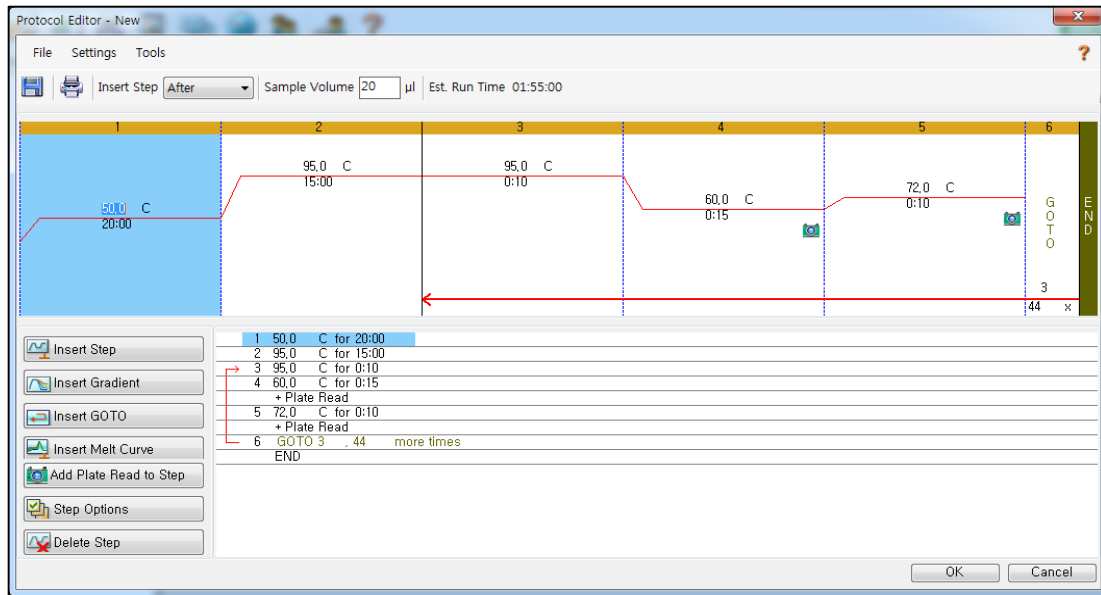 Protocol Editor - New
File Settings Tools
?
Insert Step After Sample Volume 20 µl Est. Run Time 01:55:00
1 2 3 4 5 6
50,0 C
20:00
95,0 C
15:00
95,0 C
0:10
60,0 C
0:15
72,0 C
0:10
GOTO
3
44 x
END
Insert Step
Insert Gradient
Insert GOTO
Insert Melt Curve
Add Plate Read to Step
Step Options
Delete Step
1 50,0 C for 20:00
2 95,0 C for 15:00
3 95,0 C for 0:10
4 60,0 C for 0:15
+ Plate Read
5 72,0 C for 0:10
+ Plate Read
6 GOTO 3 , 44 more times
END
OK Cancel